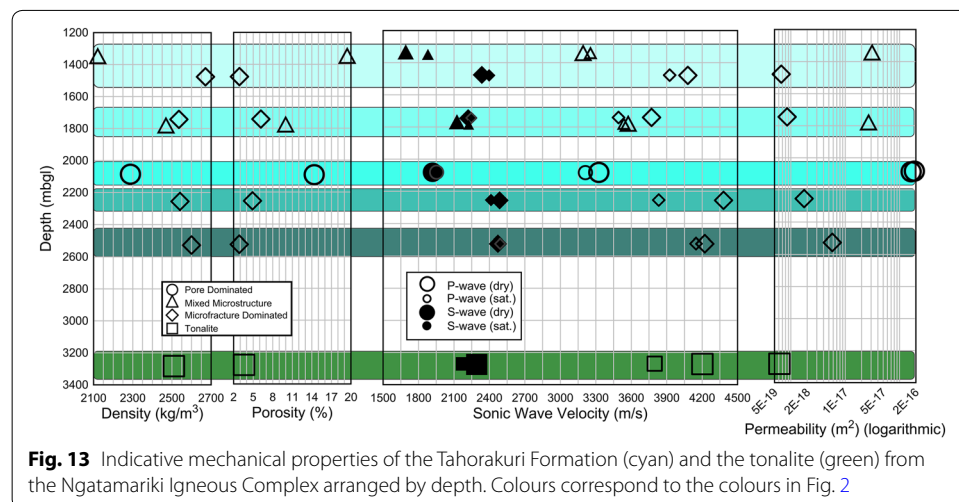 1200
1400
1600
1800
2000
2200
2400
2600
2800
3000
3200
3400
Depth (mbgl)
Pore Dominated
Mixed Microstructure
Microfracture Dominated
Tonalite
P-wave (dry)
P-wave (sat.)
S-wave (dry)
S-wave (sat.)
2100 2300 2500 2700
2 5 8 11 14 17 20
1500 1800 2100 2400 2700 3000 3300 3600 3900 4200 4500
5E-19 2E-18 1E-17 5E-17 2E-16
Density (kg/m³) Porosity (%) Sonic Wave Velocity (m/s)
Permeability (m²) (logarithmic)
Fig. 13 Indicative mechanical properties of the Tahorakuri Formation (cyan) and the tonalite (green) from
the Ngatamariki Igneous Complex arranged by depth. Colours correspond to the colours in Fig. 2